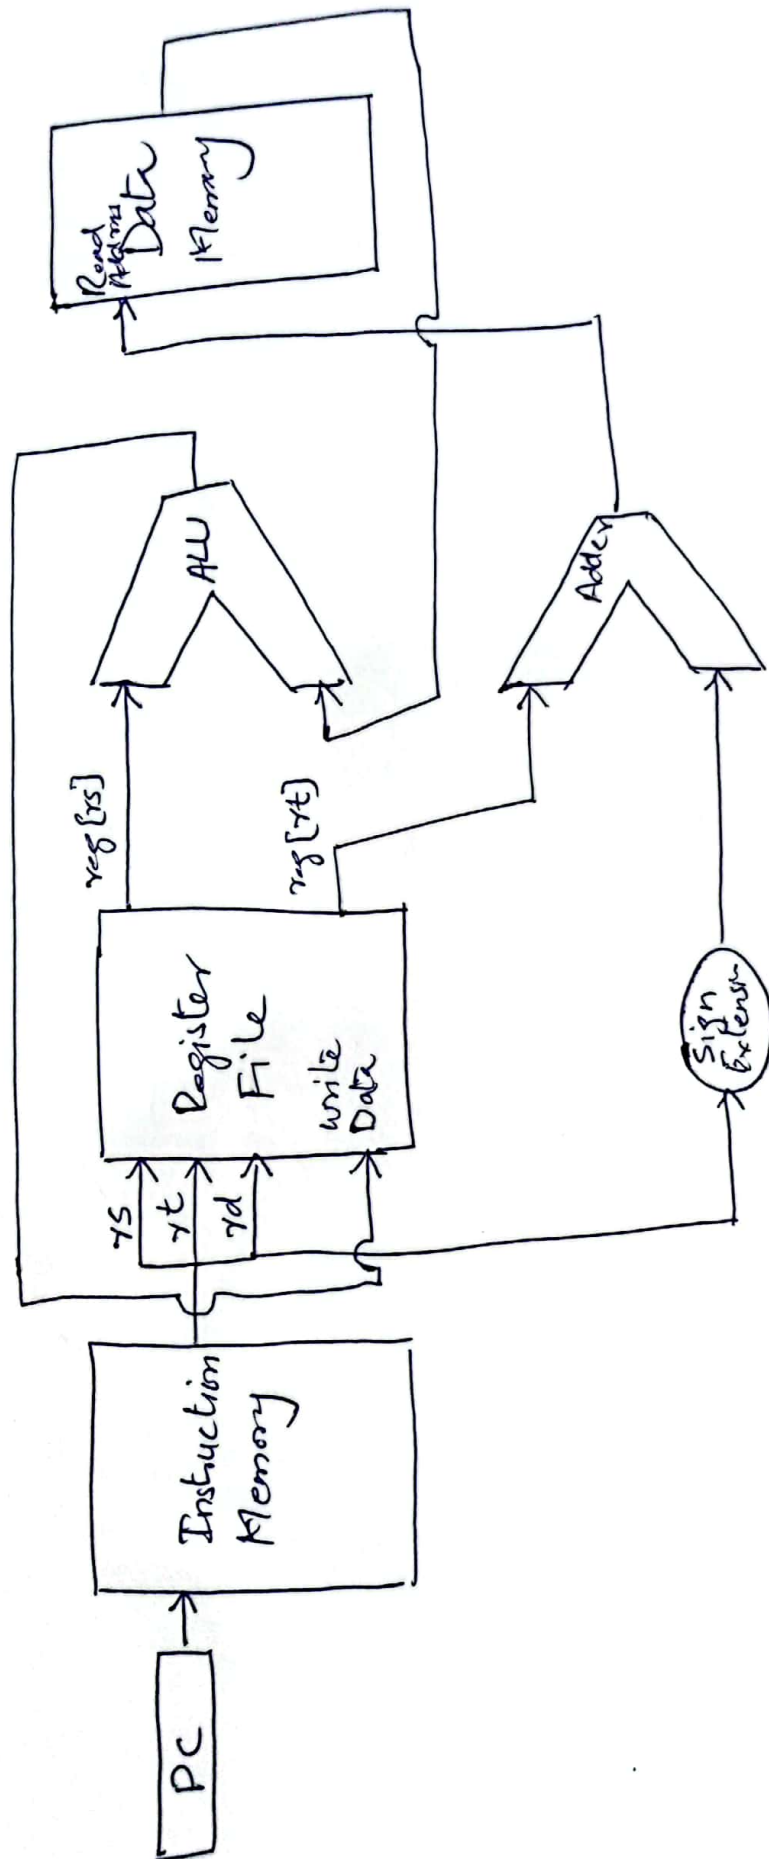 PC
Instruction
Memory
rs
rt
rd
Register
File
Write
Data
reg[rs]
reg[rt]
Sign
Extension
ALU
Adder
Read
Address
Data
Memory